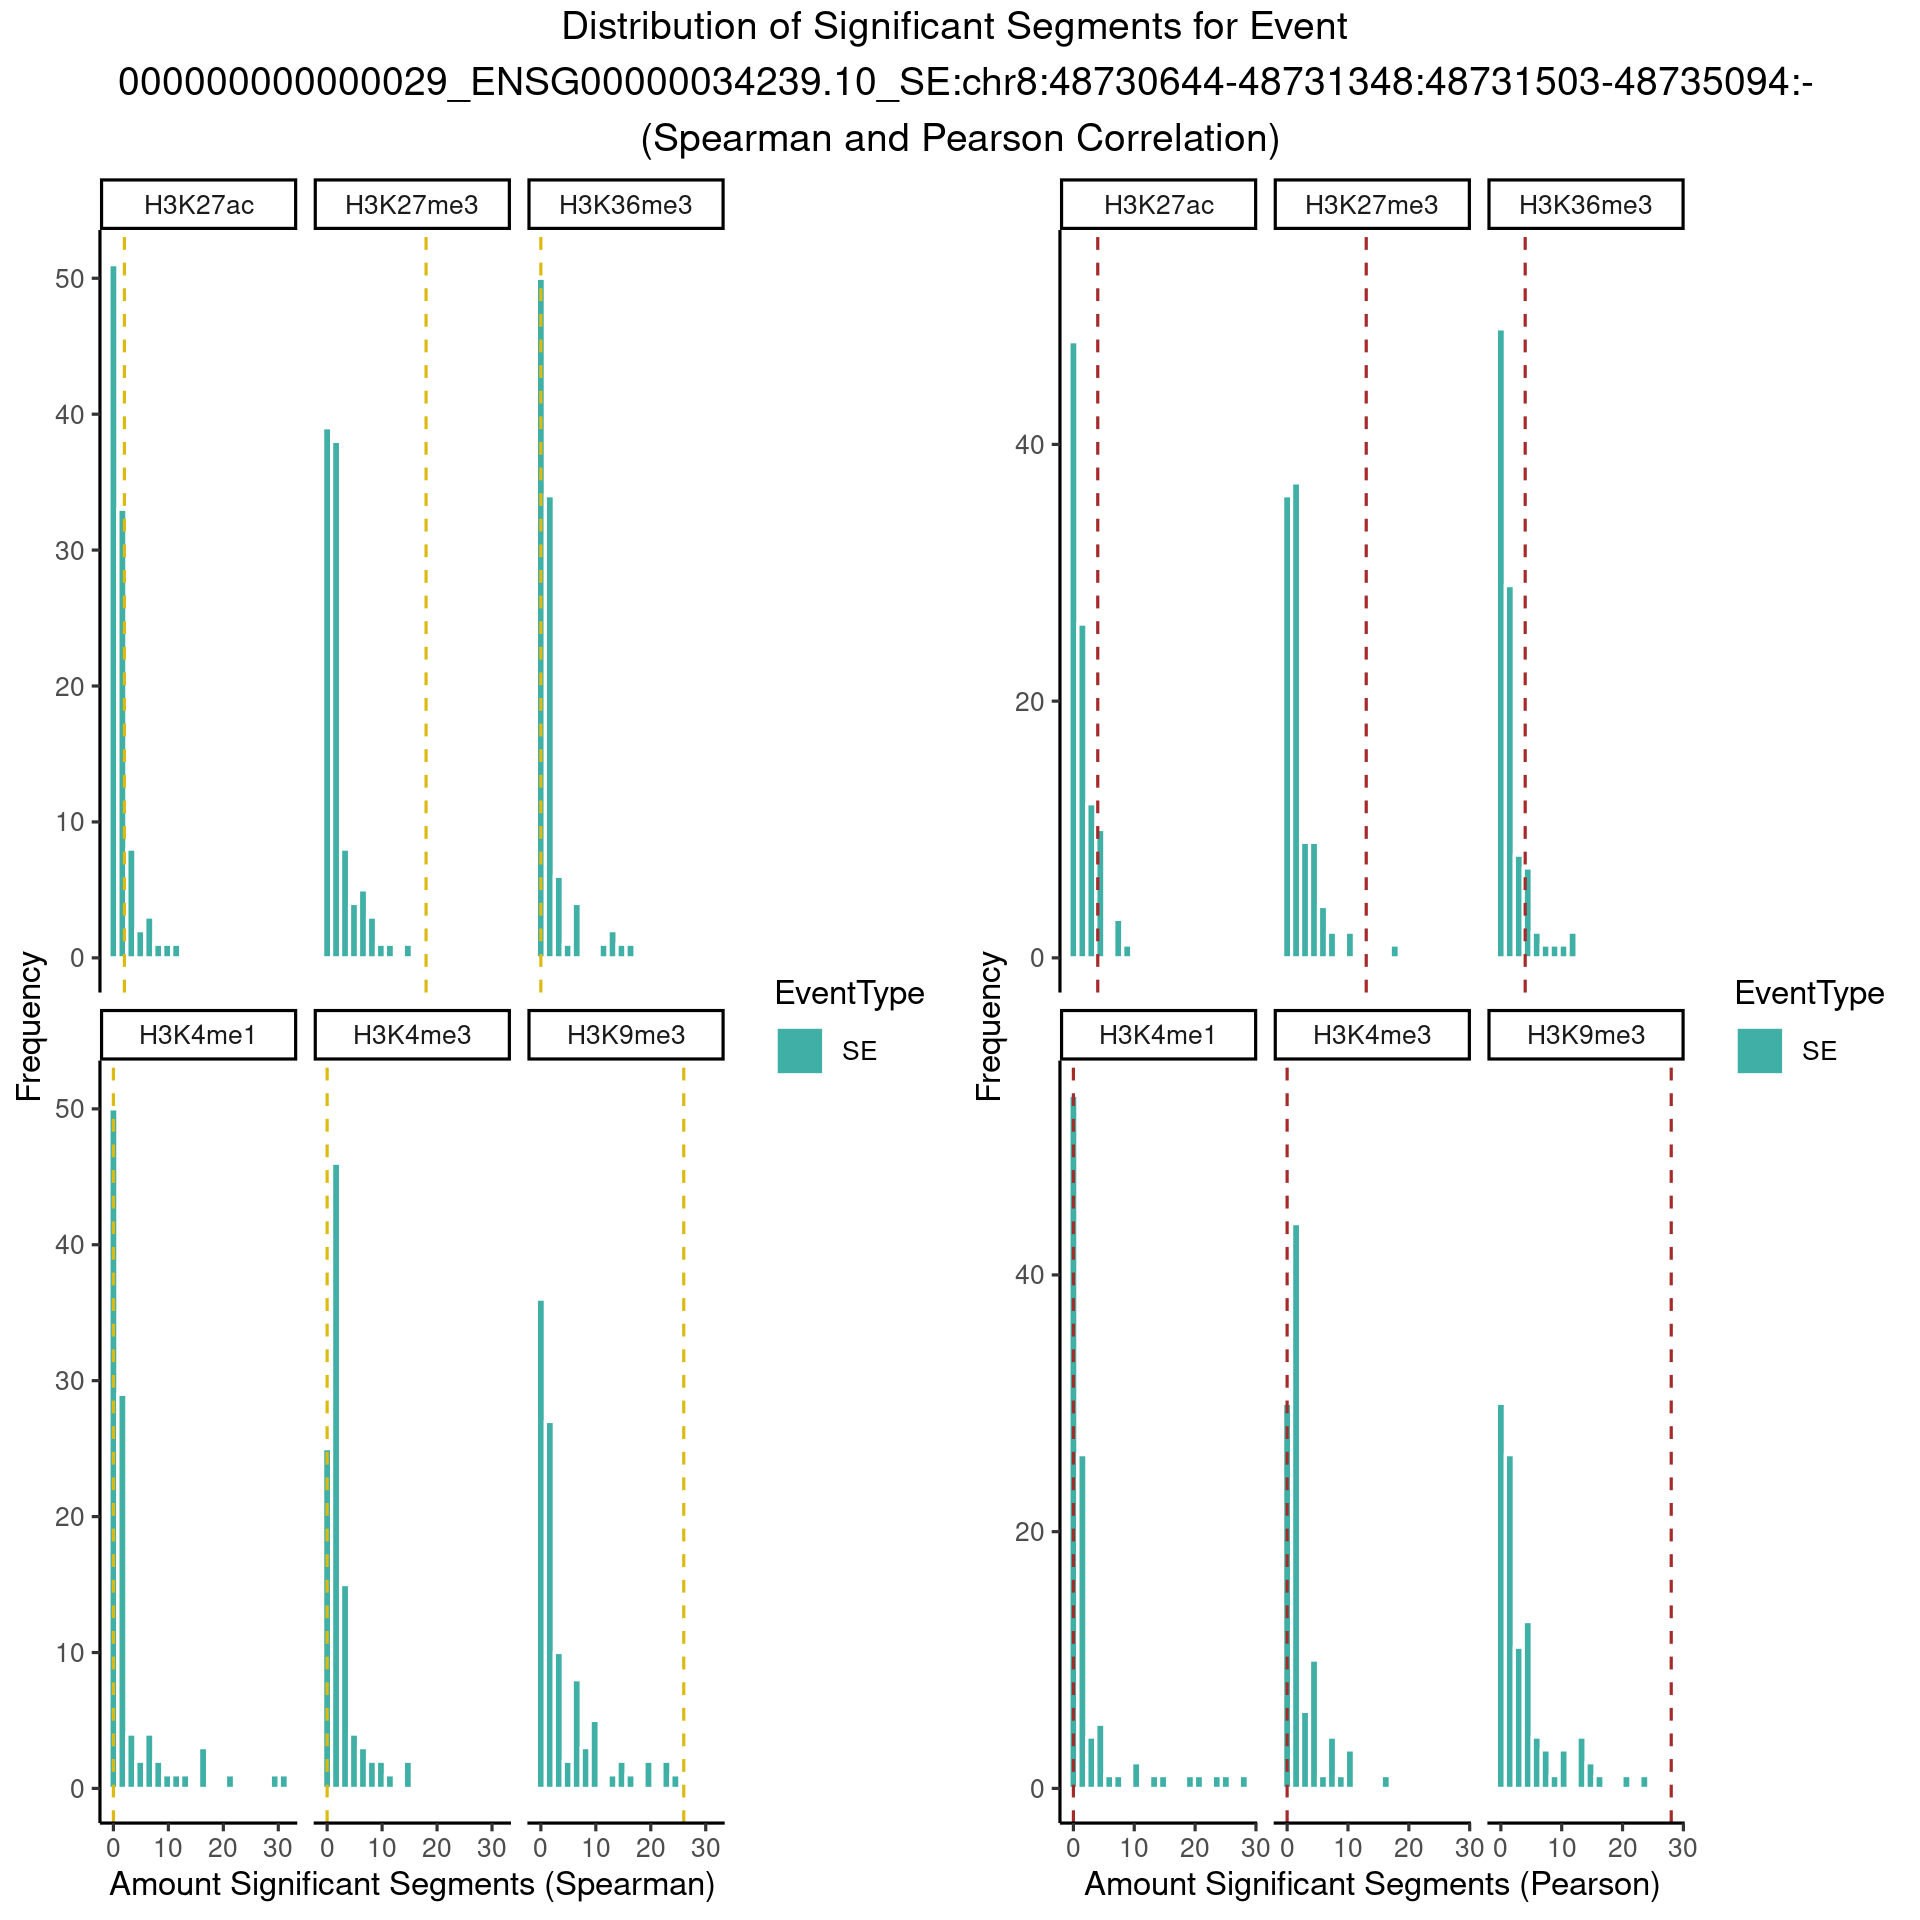 Distribution of Significant Segments for Event
000000000000029_ENSG00000034239.10_SE:chr8:48730644-48731348:48731503-48735094:-
(Spearman and Pearson Correlation)
H3K27ac H3K27me3 H3K36me3
50
40
30
20
10
0
H3K4me1 H3K4me3 H3K9me3
50
40
30
20
10
0
0 10 20 30 0 10 20 30 0 10 20 30
Amount Significant Segments (Spearman)
Frequency
EventType
SE
H3K27ac H3K27me3 H3K36me3
40
20
0
H3K4me1 H3K4me3 H3K9me3
40
20
0
0 10 20 30 0 10 20 30 0 10 20 30
Amount Significant Segments (Pearson)
Frequency
EventType
SE